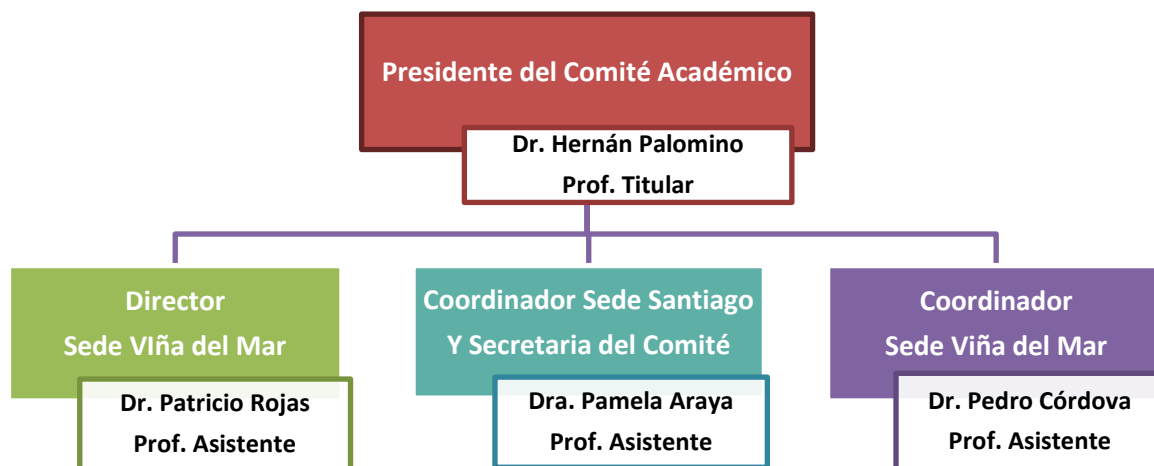 Presidente del Comité Académico
Dr. Hernán Palomino
Prof. Titular
Director
Sede VIña del Mar
Dr. Patricio Rojas
Prof. Asistente
Coordinador Sede Santiago
Y Secretaria del Comité
Dra. Pamela Araya
Prof. Asistente
Coordinador
Sede Viña del Mar
Dr. Pedro Córdova
Prof. Asistente